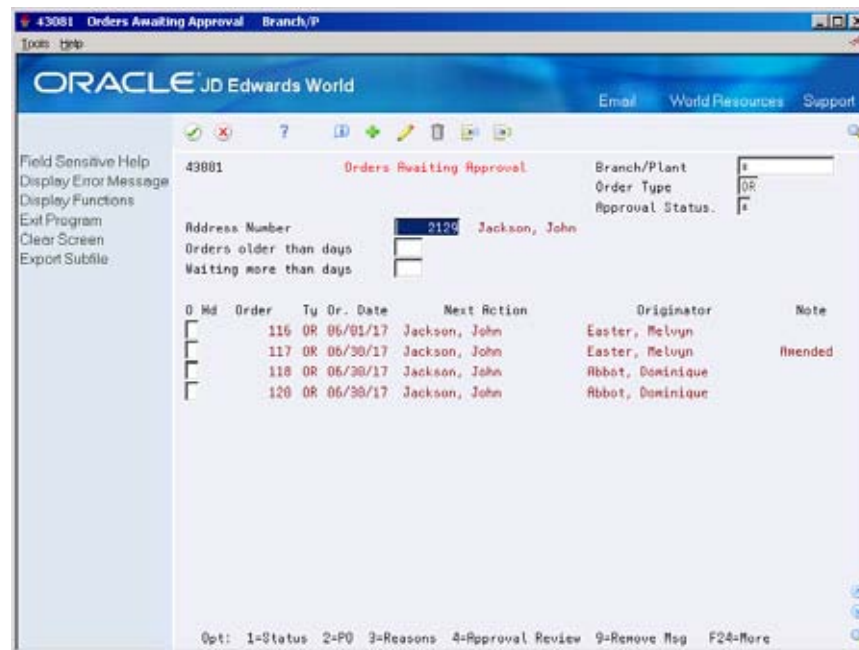 43081 Orders Awaiting Approval Branch/P
Tools Help
ORACLE JD Edwards World
Email World Resources Support
Field Sensitive Help
Display Error Message
Display Functions
Exit Program
Clear Screen
Export Subfile
43081 Orders Awaiting Approval Branch/Plant *
Order Type OR
Approval Status. *
Address Number 2129 Jackson, John
Orders older than days
Waiting more than days
O Hd Order Ty Or. Date Next Action Originator Note
116 OR 06/01/17 Jackson, John Easter, Melvyn
117 OR 06/30/17 Jackson, John Easter, Melvyn Amended
118 OR 06/30/17 Jackson, John Abbot, Dominique
120 OR 06/30/17 Jackson, John Abbot, Dominique
Opt: 1=Status 2=PO 3=Reasons 4=Approval Review 9=Remove Msg F24=More